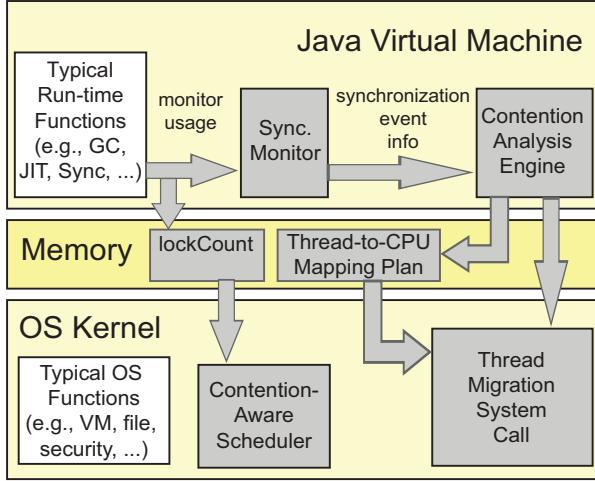 Java Virtual Machine
Typical
Run-time
Functions
(e.g., GC,
JIT, Sync, ...)
monitor
usage
Sync.
Monitor
synchronization
event
info
Contention
Analysis
Engine
Memory
lockCount
Thread-to-CPU
Mapping Plan
OS Kernel
Typical OS
Functions
(e.g., VM, file,
security, ...)
Contention-
Aware
Scheduler
Thread
Migration
System
Call